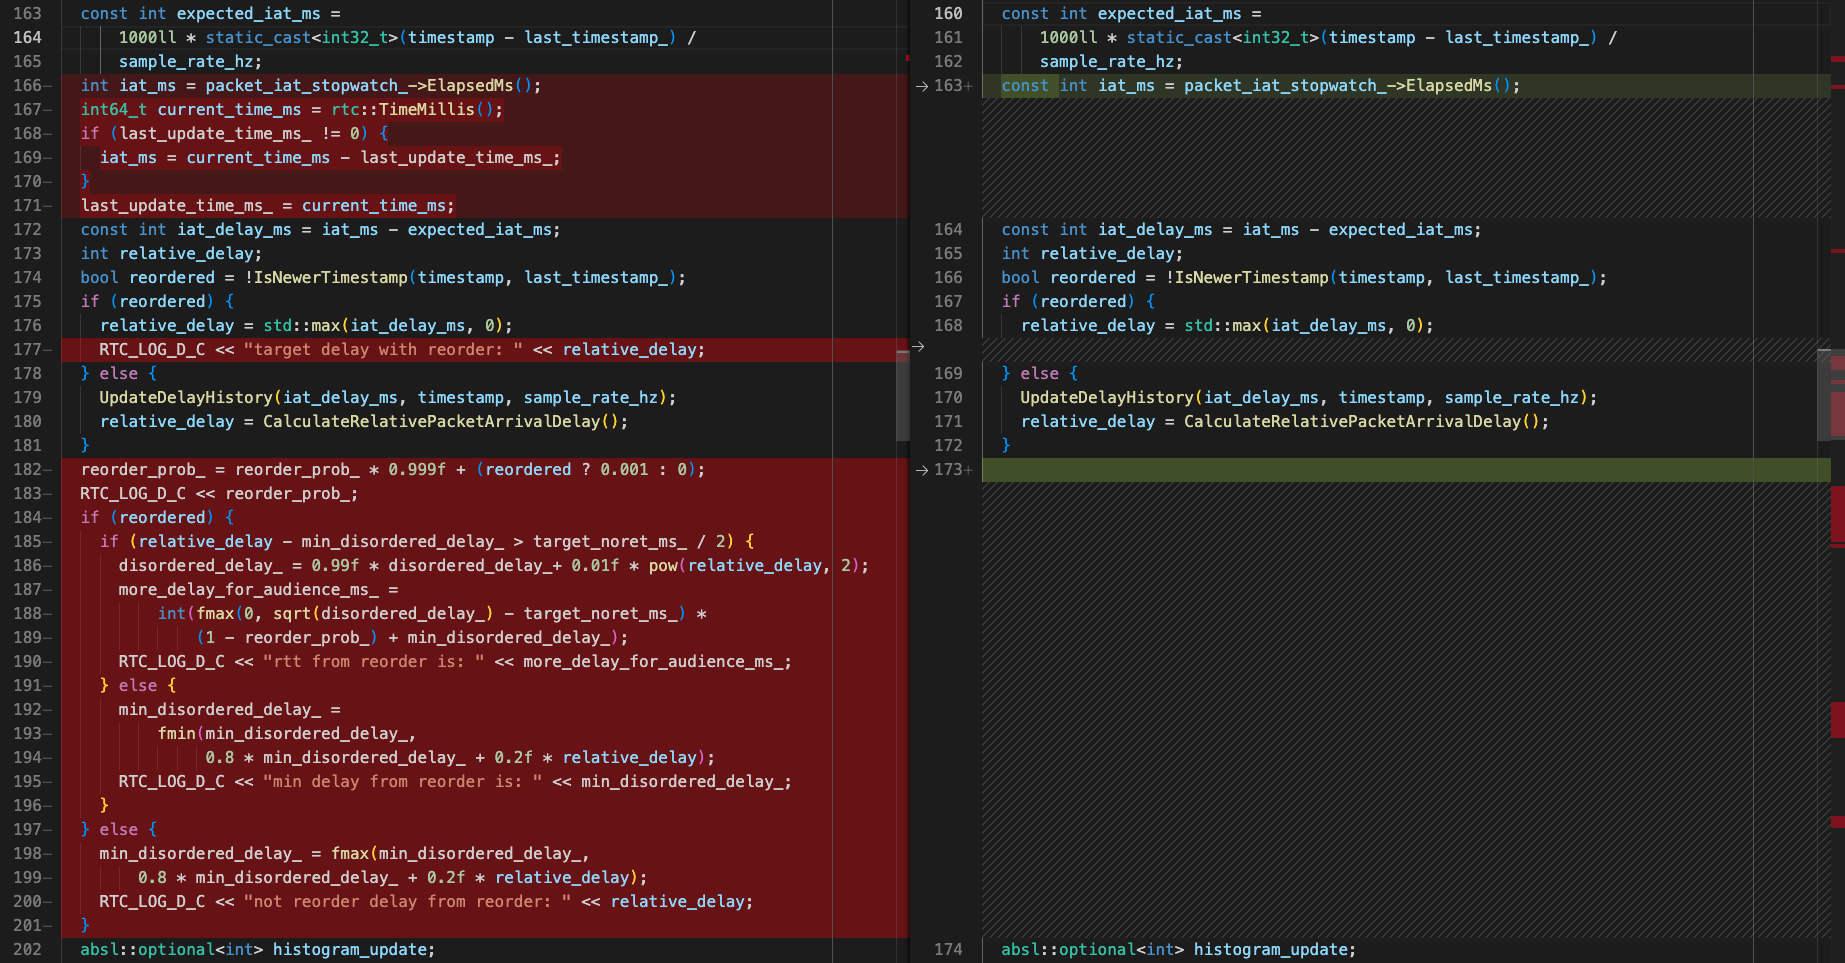 163 const int expected_iat_ms =
164 1000ll * static_cast<int32_t>(timestamp - last_timestamp_) /
165 sample_rate_hz;
166- int iat_ms = packet_iat_stopwatch_->ElapsedMs();
167- int64_t current_time_ms = rtc::TimeMillis();
168- if (last_update_time_ms_ != 0) {
169- iat_ms = current_time_ms - last_update_time_ms_;
170- }
171- last_update_time_ms_ = current_time_ms;
172 const int iat_delay_ms = iat_ms - expected_iat_ms;
173 int relative_delay;
174 bool reordered = !IsNewerTimestamp(timestamp, last_timestamp_);
175 if (reordered) {
176 relative_delay = std::max(iat_delay_ms, 0);
177- RTC_LOG_D_C << "target delay with reorder: " << relative_delay;
178 } else {
179 UpdateDelayHistory(iat_delay_ms, timestamp, sample_rate_hz);
180 relative_delay = CalculateRelativePacketArrivalDelay();
181 }
182- reorder_prob_ = reorder_prob_ * 0.999f + (reordered ? 0.001 : 0);
183- RTC_LOG_D_C << reorder_prob_;
184- if (reordered) {
185- if (relative_delay - min_disordered_delay_ > target_noret_ms_ / 2) {
186- disordered_delay_ = 0.99f * disordered_delay_+ 0.01f * pow(relative_delay, 2);
187- more_delay_for_audience_ms_ =
188- int(fmax(0, sqrt(disordered_delay_) - target_noret_ms_) *
189- (1 - reorder_prob_) + min_disordered_delay_);
190- RTC_LOG_D_C << "rtt from reorder is: " << more_delay_for_audience_ms_;
191- } else {
192- min_disordered_delay_ =
193- fmin(min_disordered_delay_,
194- 0.8 * min_disordered_delay_ + 0.2f * relative_delay);
195- RTC_LOG_D_C << "min delay from reorder is: " << min_disordered_delay_;
196- }
197- } else {
198- min_disordered_delay_ = fmax(min_disordered_delay_,
199- 0.8 * min_disordered_delay_ + 0.2f * relative_delay);
200- RTC_LOG_D_C << "not reorder delay from reorder: " << relative_delay;
201- }
202 absl::optional<int> histogram_update;
160 const int expected_iat_ms =
161 1000ll * static_cast<int32_t>(timestamp - last_timestamp_) /
162 sample_rate_hz;
→ 163+ const int iat_ms = packet_iat_stopwatch_->ElapsedMs();
164 const int iat_delay_ms = iat_ms - expected_iat_ms;
165 int relative_delay;
166 bool reordered = !IsNewerTimestamp(timestamp, last_timestamp_);
167 if (reordered) {
168 relative_delay = std::max(iat_delay_ms, 0);
→
169 } else {
170 UpdateDelayHistory(iat_delay_ms, timestamp, sample_rate_hz);
171 relative_delay = CalculateRelativePacketArrivalDelay();
172 }
→ 173+
174 absl::optional<int> histogram_update;